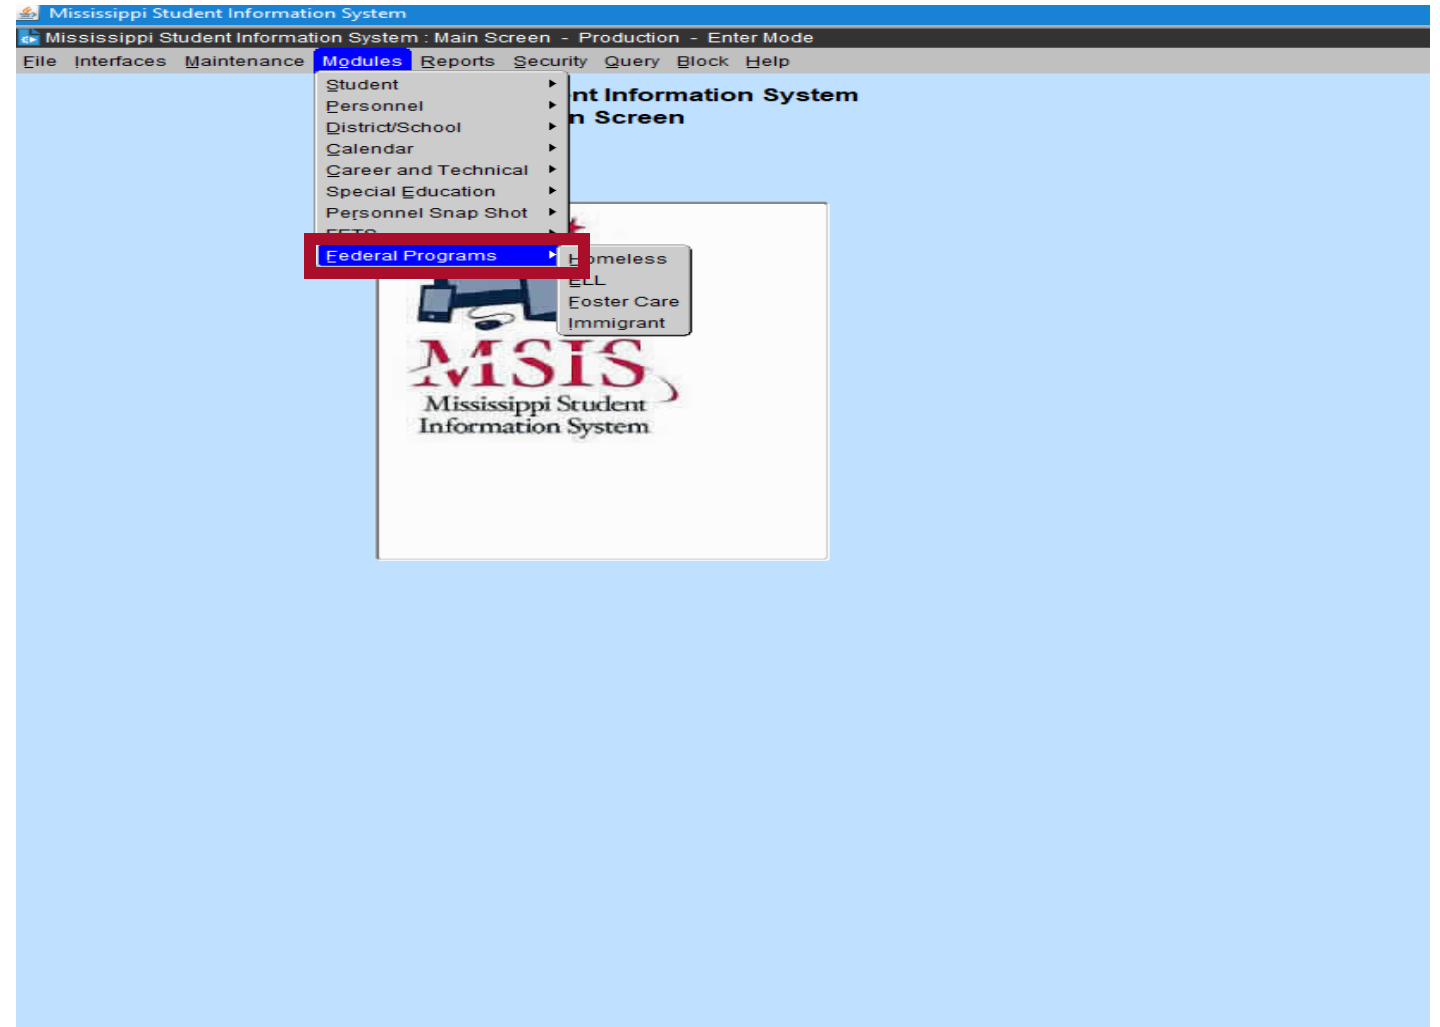 Mississippi Student Information System
Mississippi Student Information System : Main Screen - Production - Enter Mode
File Interfaces Maintenance Modules Reports Security Query Block Help
nt Information System
n Screen
Student
Personnel
District/School
Calendar
Career and Technical
Special Education
Personnel Snap Shot
Federal Programs
Homeless
ELL
Foster Care
Immigrant
MSIS
Mississippi Student
Information System